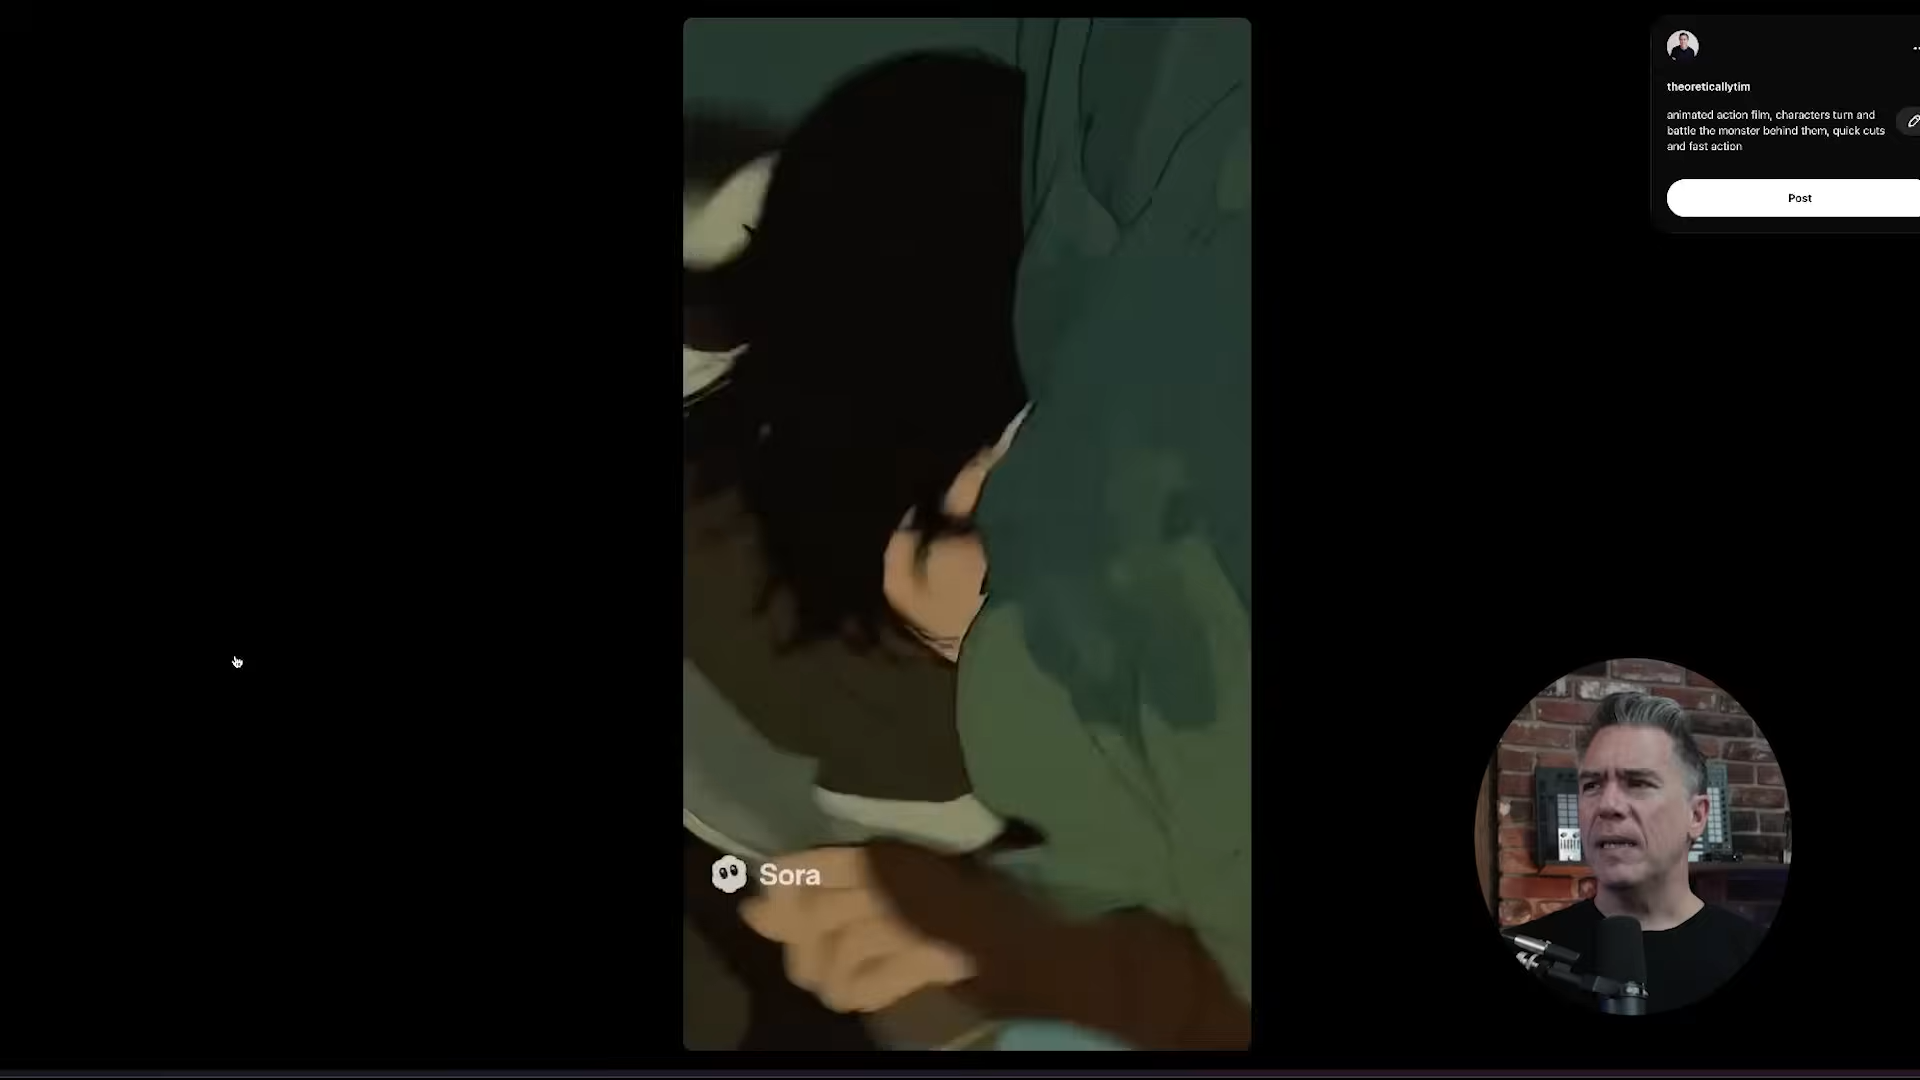 theoreticallytim
animated action film, characters turn and
battle the monster behind them, quick cuts
and fast action
Post
Sora